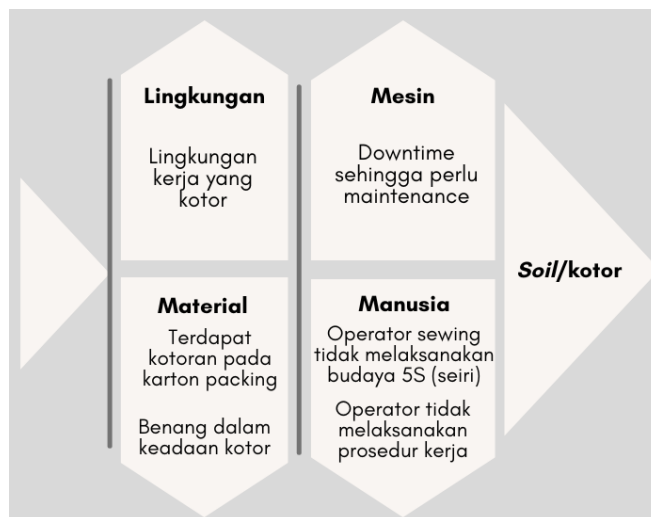 Lingkungan
Lingkungan
kerja yang
kotor
Mesin
Downtime
sehingga perlu
maintenance
Material
Terdapat
kotoran pada
karton packing
Benang dalam
keadaan kotor
Manusia
Operator sewing
tidak melaksanakan
budaya 5S (seiri)
Operator tidak
melaksanakan
prosedur kerja
Soil/kotor